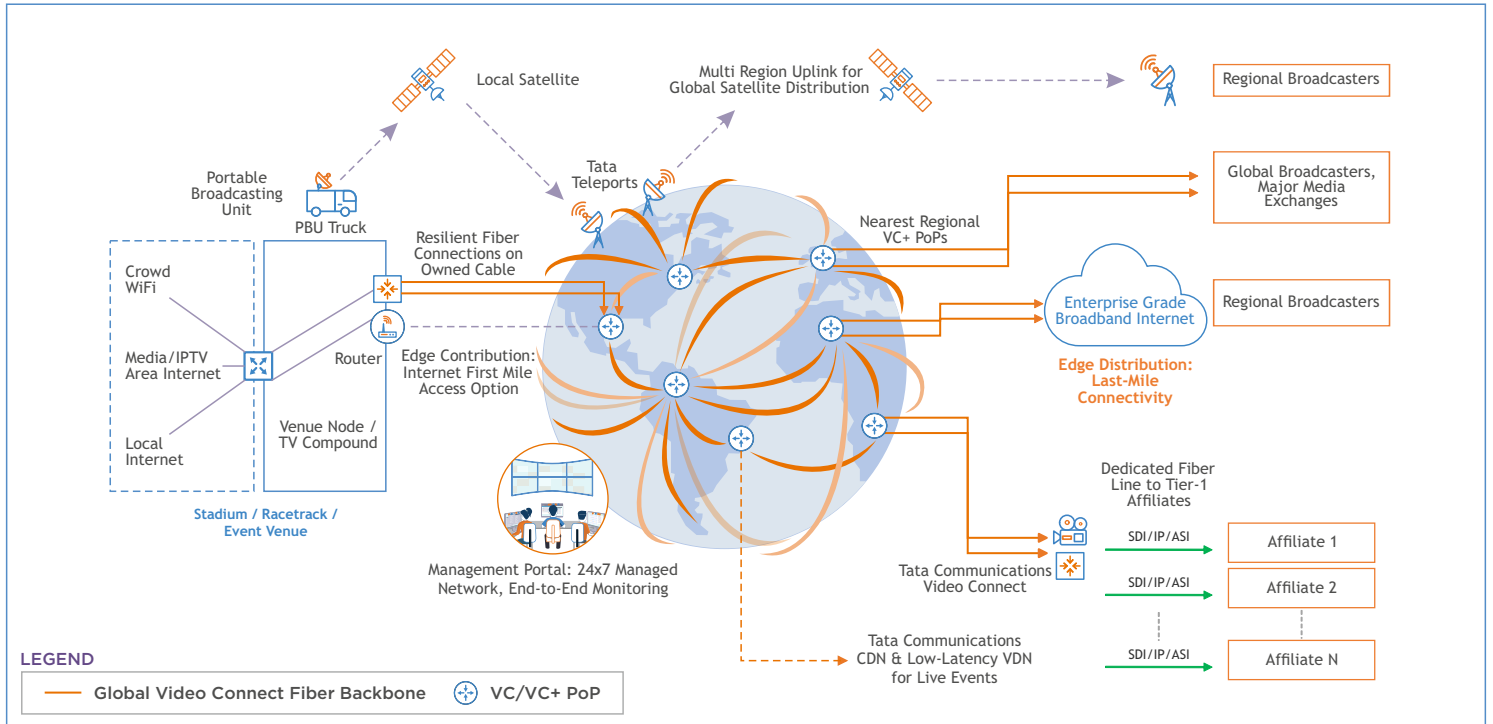 Local Satellite
Multi Region Uplink for
Global Satellite Distribution
Regional Broadcasters
Portable
Broadcasting
Unit
PBU Truck
Tata
Teleports
Global Broadcasters,
Major Media
Exchanges
Nearest Regional
VC+ PoPs
Resilient Fiber
Connections on
Owned Cable
Crowd
WiFi
Media/IPTV
Area Internet
Local
Internet
Router
Venue Node /
TV Compound
Stadium / Racetrack /
Event Venue
Edge Contribution:
Internet First Mile
Access Option
Enterprise Grade
Broadband Internet
Regional Broadcasters
Edge Distribution:
Last-Mile
Connectivity
Management Portal: 24x7 Managed
Network, End-to-End Monitoring
Dedicated Fiber
Line to Tier-1
Affiliates
Tata Communications
Video Connect
SDI/IP/ASI
Affiliate 1
SDI/IP/ASI
Affiliate 2
SDI/IP/ASI
Affiliate N
Tata Communications
CDN & Low-Latency VDN
for Live Events
LEGEND
Global Video Connect Fiber Backbone
VC/VC+ PoP